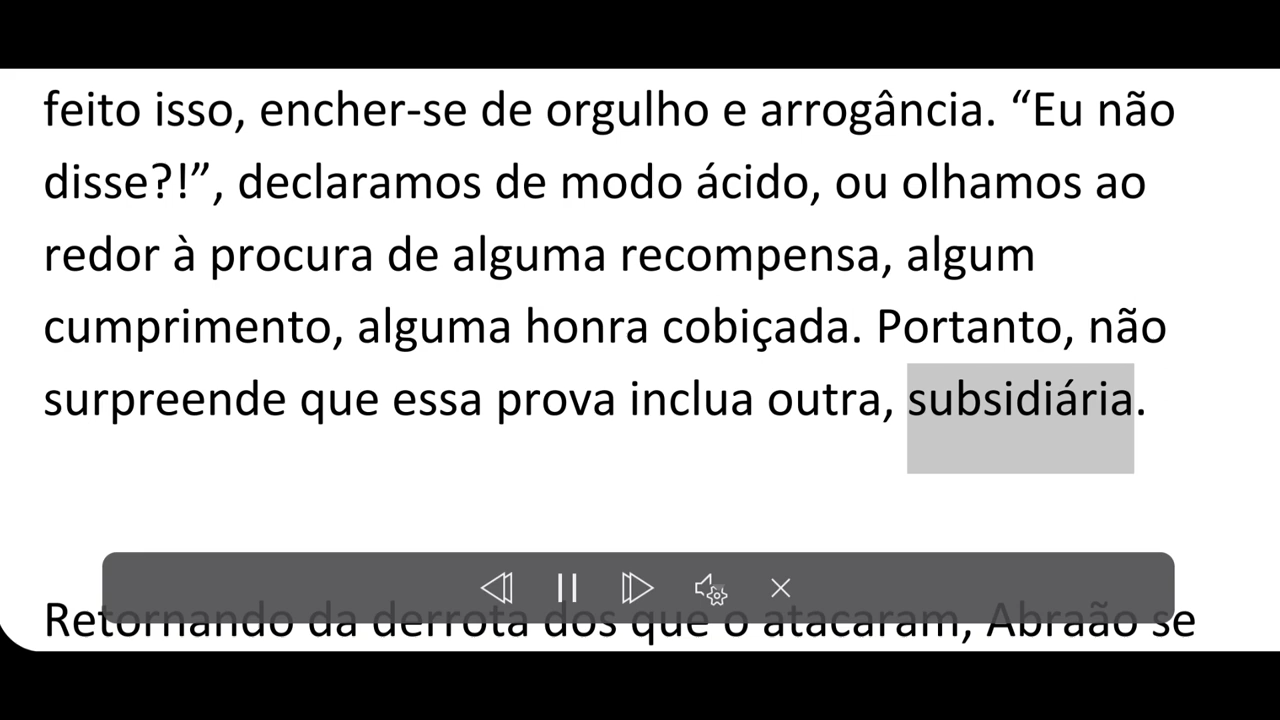 feito isso, encher-se de orgulho e arrogância. “Eu não
disse?!”, declaramos de modo ácido, ou olhamos ao
redor à procura de alguma recompensa, algum
cumprimento, alguma honra cobiçada. Portanto, não
surpreende que essa prova inclua outra, subsidiária.
Retornando da derrota dos que o atacaram, Abraão se